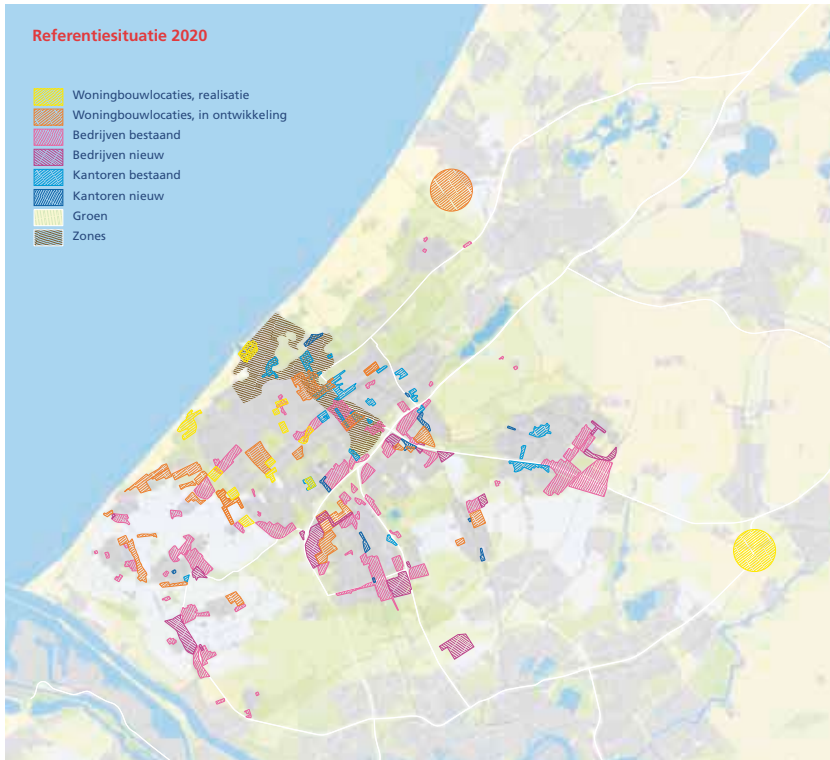 Referentiesituatie 2020
Woningbouwlocaties, realisatie
Woningbouwlocaties, in ontwikkeling
Bedrijven bestaand
Bedrijven nieuw
Kantoren bestaand
Kantoren nieuw
Groen
Zones